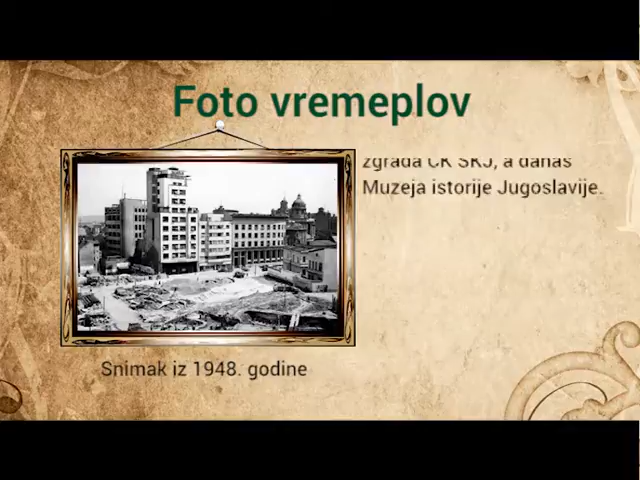 Foto vremeplov
zgrada CK SKJ, a danas
Muzeja istorije Jugoslavije.
Snimak iz 1948. godine